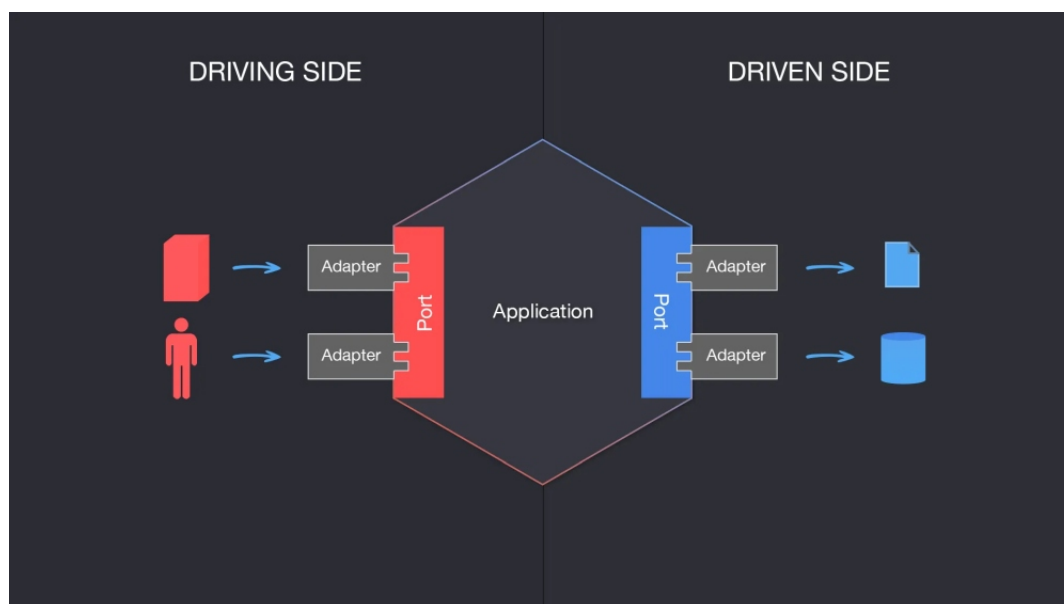 DRIVING SIDE
DRIVEN SIDE
Adapter
Adapter
Port
Application
Port
Adapter
Adapter